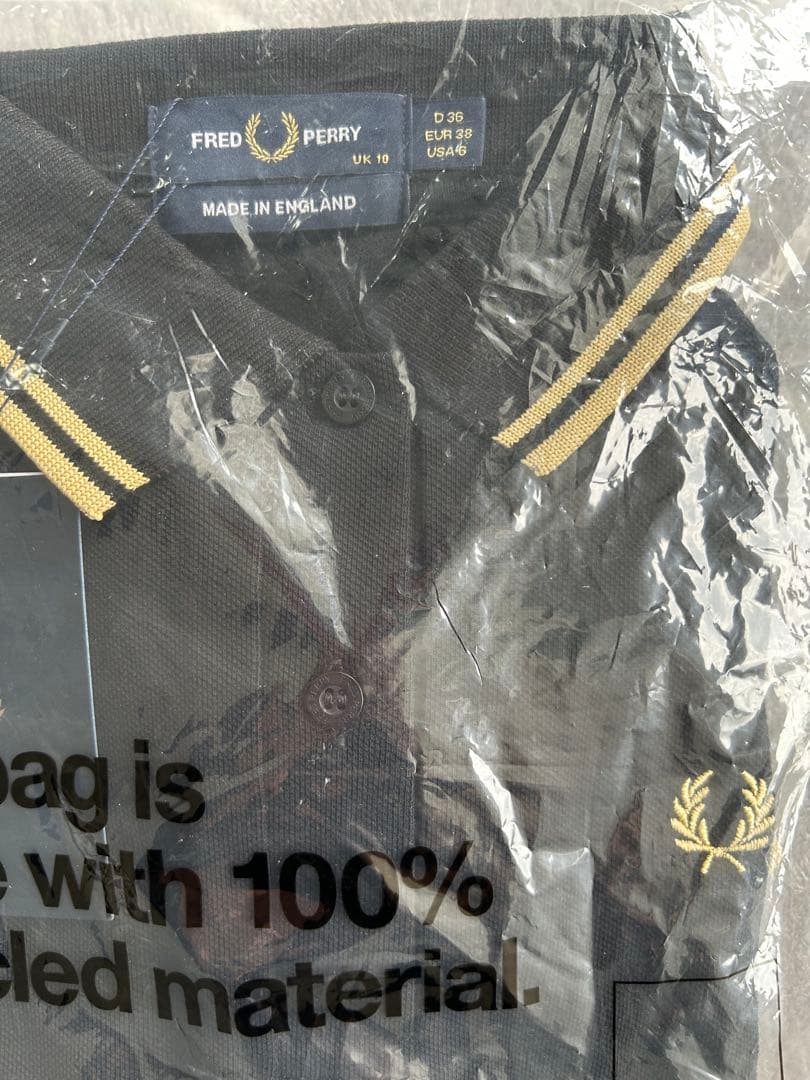 FRED PERRY
UK 10
MADE IN ENGLAND
D 36
EUR 38
USA 6
bag is
with 100%
cled material.